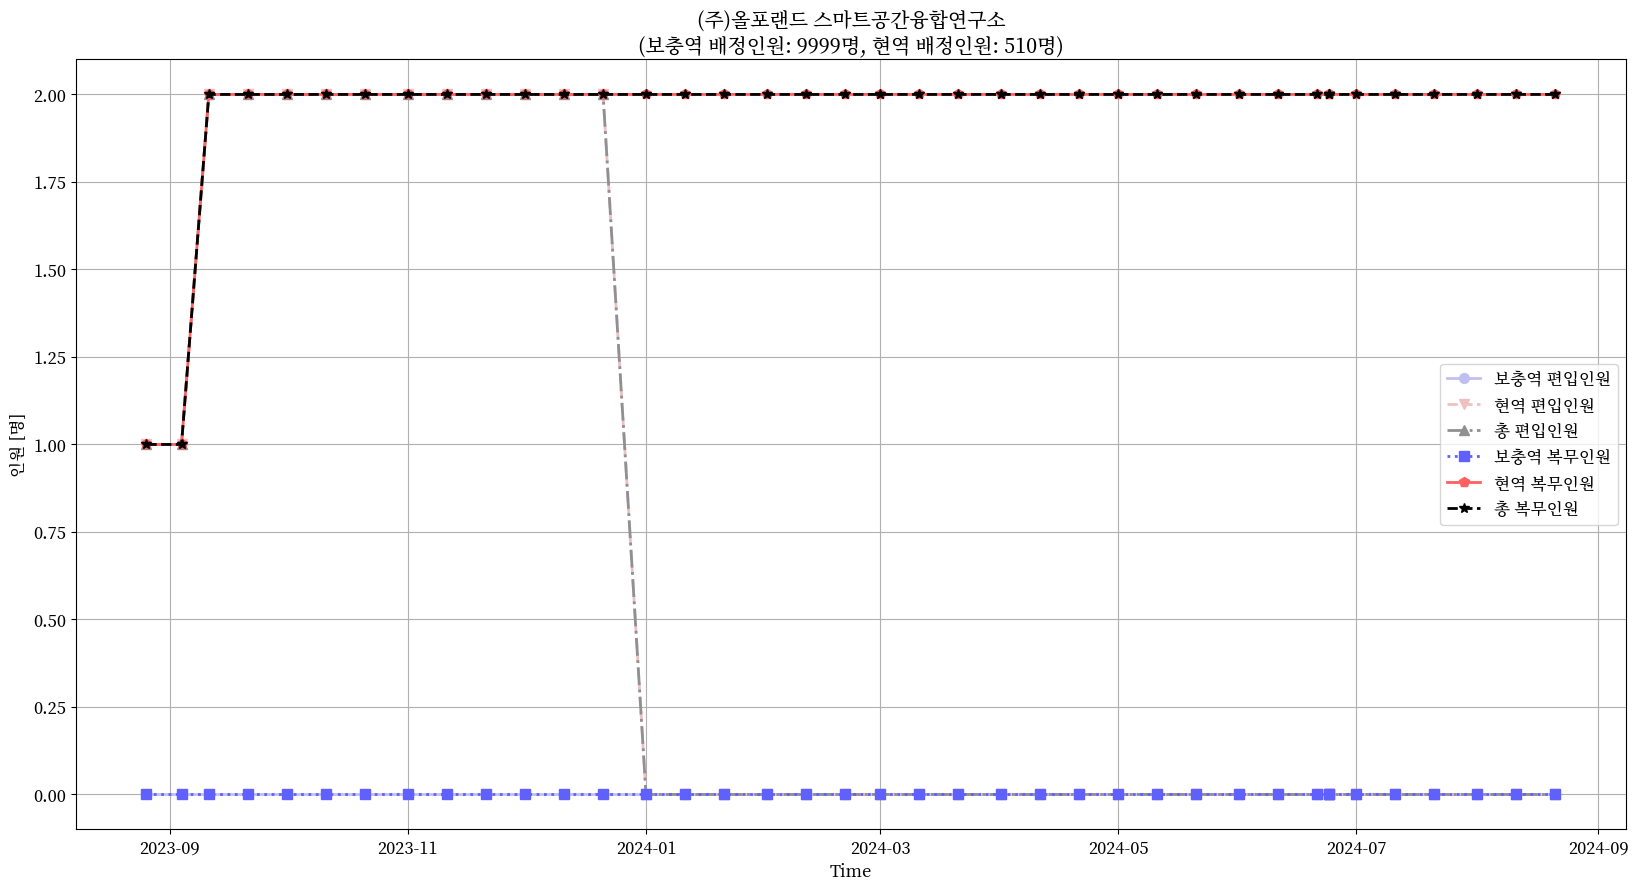 (주)올포랜드 스마트공간융합연구소
(보충역 배정인원: 9999명, 현역 배정인원: 510명)
2.00
1.75
1.50
1.25
1.00
0.75
0.50
0.25
0.00
인원 [명]
보충역 편입인원
현역 편입인원
총 편입인원
보충역 복무인원
현역 복무인원
총 복무인원
2023-09
2023-11
2024-01
2024-03
2024-05
2024-07
2024-09
Time